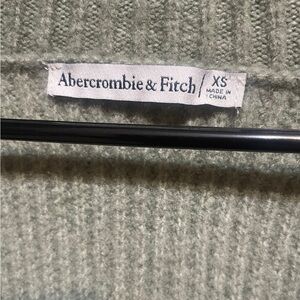 Abercrombie & Fitch
XS
MADE IN
CHINA